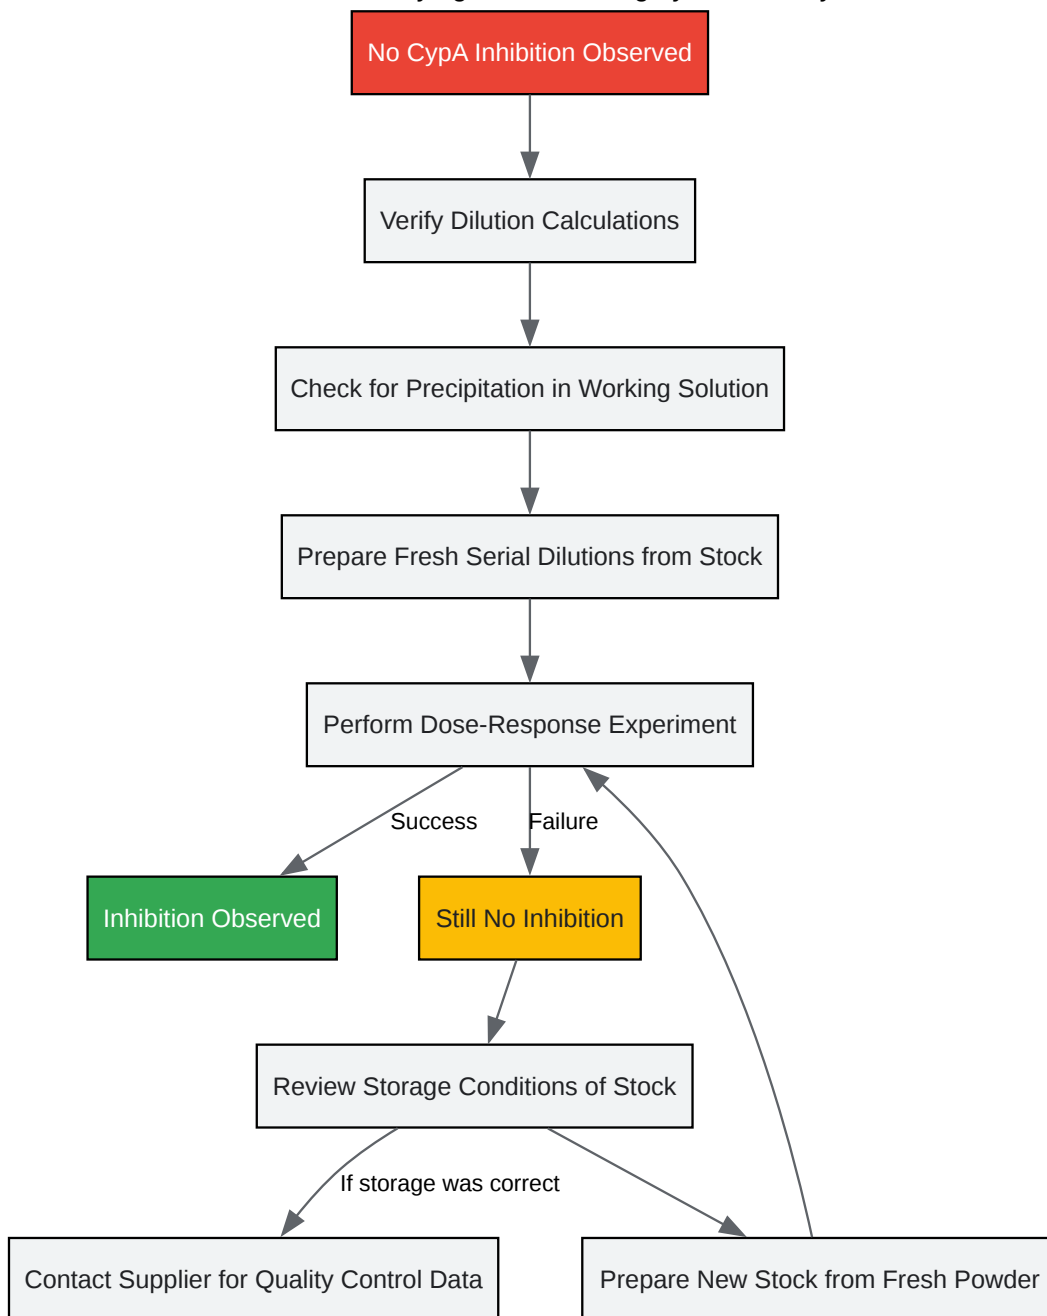 No CypA Inhibition Observed
Verify Dilution Calculations
Check for Precipitation in Working Solution
Prepare Fresh Serial Dilutions from Stock
Perform Dose-Response Experiment
Success
Failure
Inhibition Observed
Still No Inhibition
Review Storage Conditions of Stock
If storage was correct
Contact Supplier for Quality Control Data
Prepare New Stock from Fresh Powder